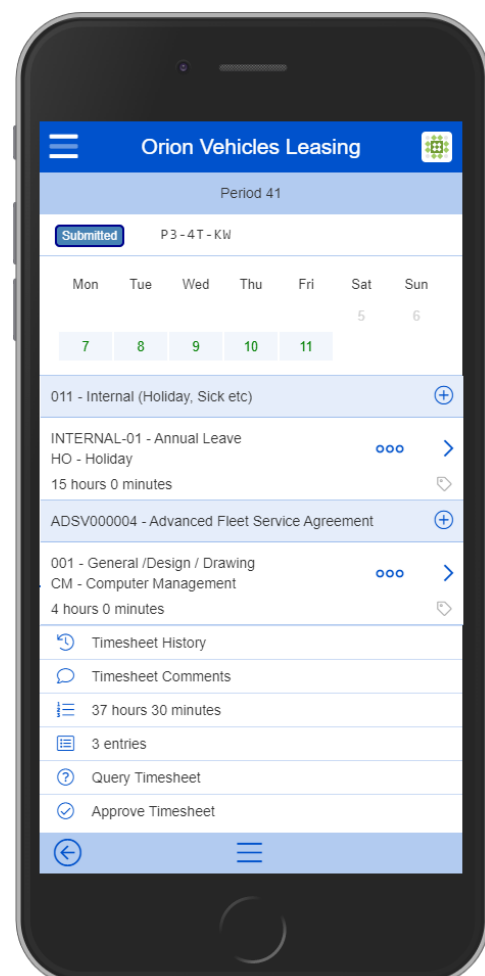 Orion Vehicles Leasing
Period 41
Submitted P3-4T-KW
Mon Tue Wed Thu Fri Sat Sun
5 6
7 8 9 10 11
011 - Internal (Holiday, Sick etc)
INTERNAL-01 - Annual Leave
HO - Holiday
15 hours 0 minutes
ADSV000004 - Advanced Fleet Service Agreement
001 - General /Design / Drawing
CM - Computer Management
4 hours 0 minutes
Timesheet History
Timesheet Comments
37 hours 30 minutes
3 entries
Query Timesheet
Approve Timesheet